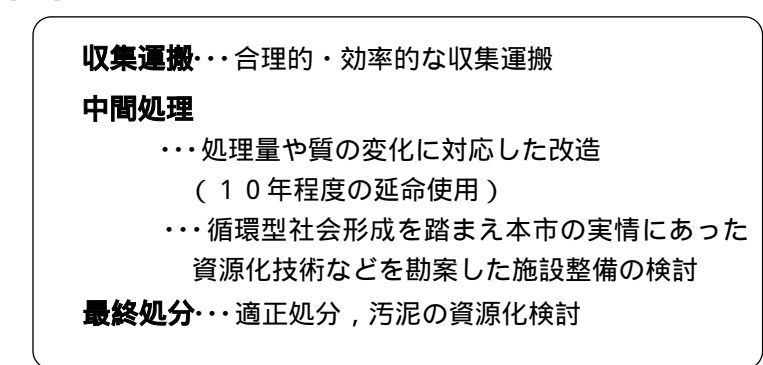 収集運搬･･･合理的・効率的な収集運搬
中間処理
･･･処理量や質の変化に対応した改造
（１０年程度の延命使用）
･･･循環型社会形成を踏まえ本市の実情にあった
資源化技術などを勘案した施設整備の検討
最終処分･･･適正処分，汚泥の資源化検討